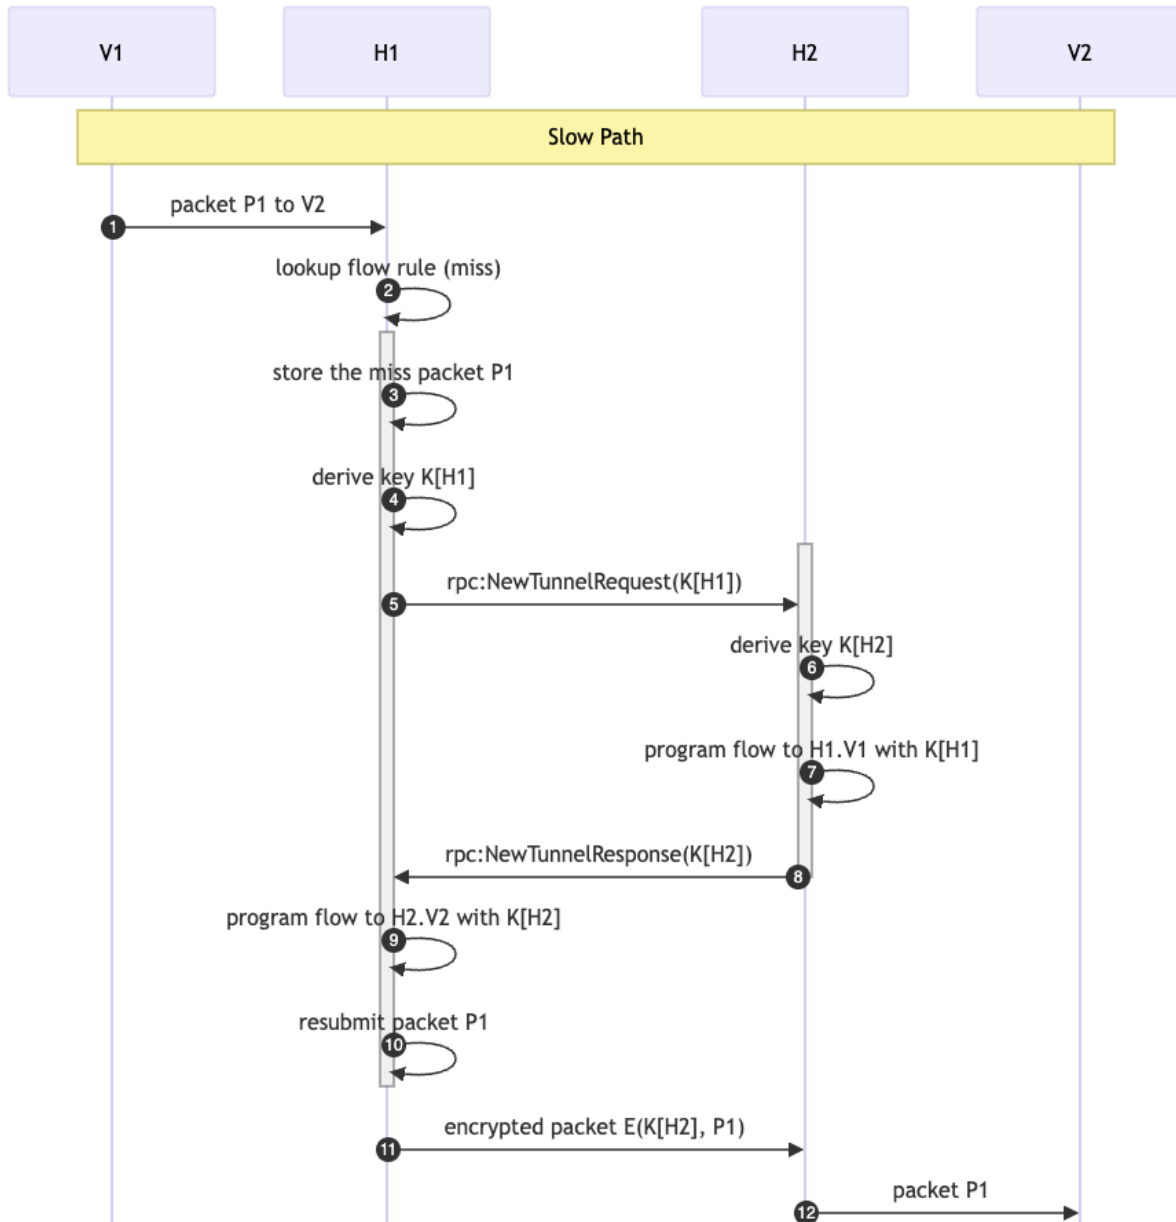 V1
H1
H2
V2
Slow Path
packet P1 to V2
1
lookup flow rule (miss)
2
store the miss packet P1
3
derive key K[H1]
4
rpc:NewTunnelRequest(K[H1])
5
derive key K[H2]
6
program flow to H1.V1 with K[H1]
7
rpc:NewTunnelResponse(K[H2])
8
program flow to H2.V2 with K[H2]
9
resubmit packet P1
10
encrypted packet E(K[H2], P1)
11
packet P1
12